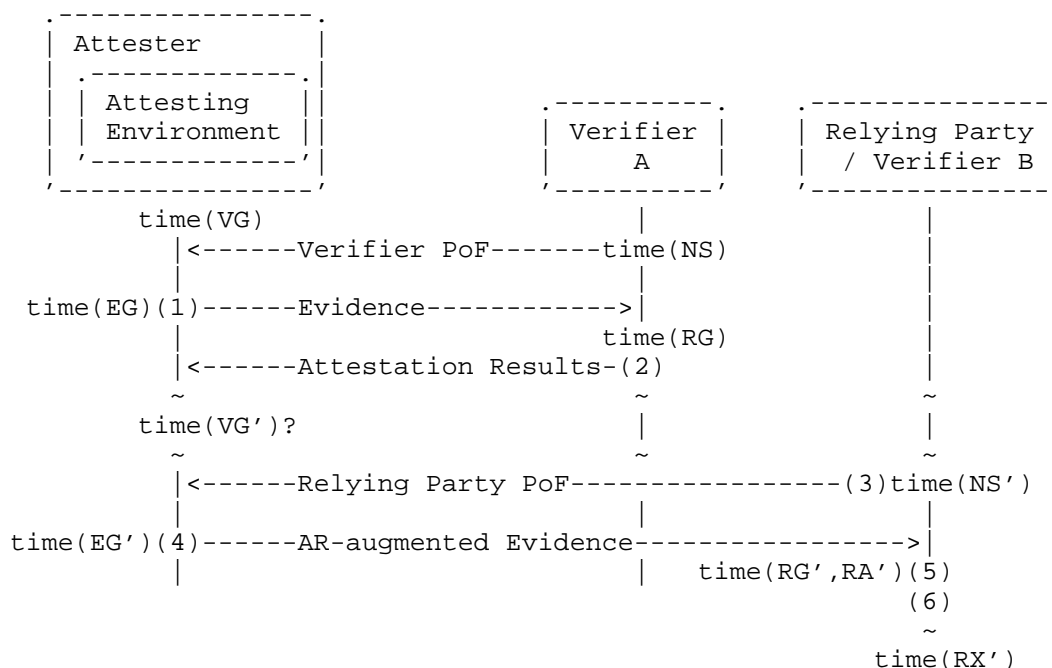 .----------------.
| Attester       |
| .-------------.|
| | Attesting   ||             .----------.    .---------------
| | Environment ||             | Verifier |    | Relying Party
| '-------------'|             |     A    |    |  / Verifier B
'----------------'             '----------'    '---------------
time(VG)                          |                 |
|<------Verifier PoF-------time(NS)                 |
|                             |                 |
time(EG)(1)------Evidence------------>|                 |
|                          time(RG)             |
|<------Attestation Results-(2)                 |
~                             ~                 ~
time(VG')?                        |                 |
~                             ~                 ~
|<------Relying Party PoF-----------------(3)time(NS')
|                             |                 |
time(EG')(4)------AR-augmented Evidence----------------->|
|                             |   time(RG',RA')(5)
(6)
~
time(RX')